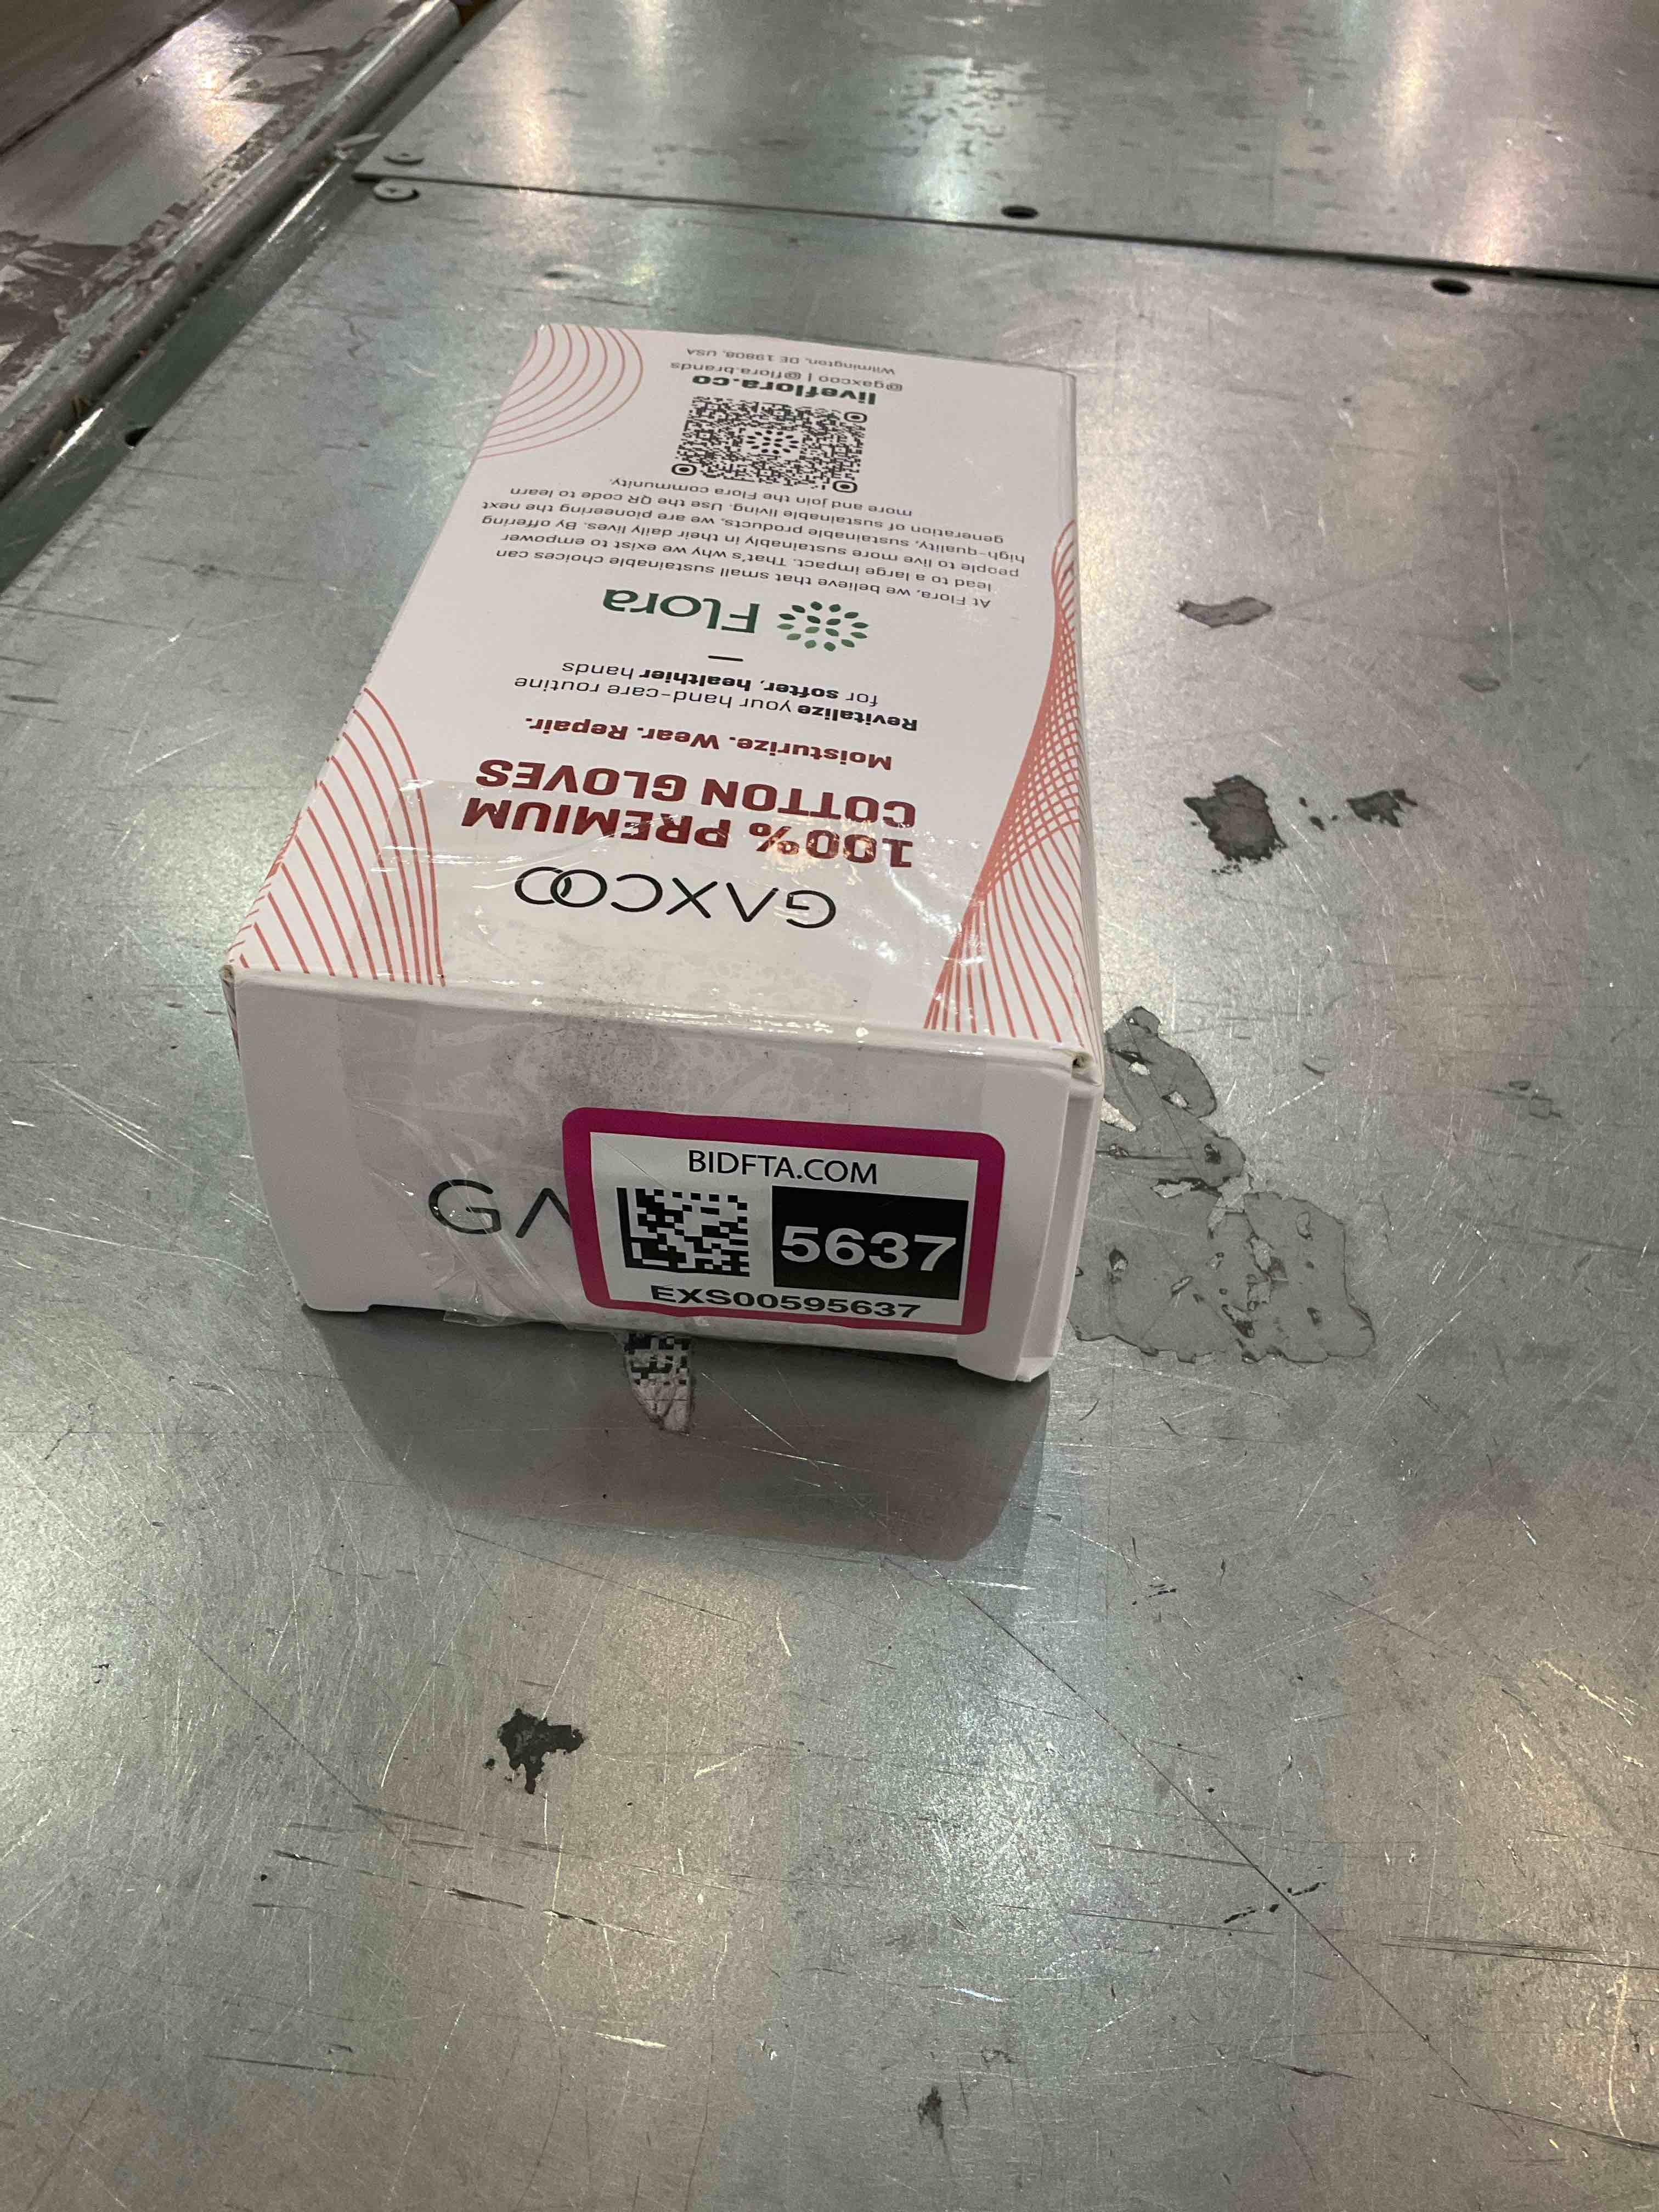 GAXCOO
100% PREMIUM
COTTON GLOVES
Moisturize. Wear. Repair.
Revitalize your hand-care routine
for softer, healthier hands
Flora
At Flora, we believe that small sustainable choices can
lead to a large impact. That's why we exist to empower
people to live more sustainably in their daily lives. By offering
high-quality, sustainable products, we are pioneering the next
generation of sustainable living. Use the QR code to learn
more and join the Flora community.
liveflora.co
@gaxcoo | @flora.brands
Wilmington, DE 19808, USA
GA
BIDFTA.COM
5637
EXS00595637